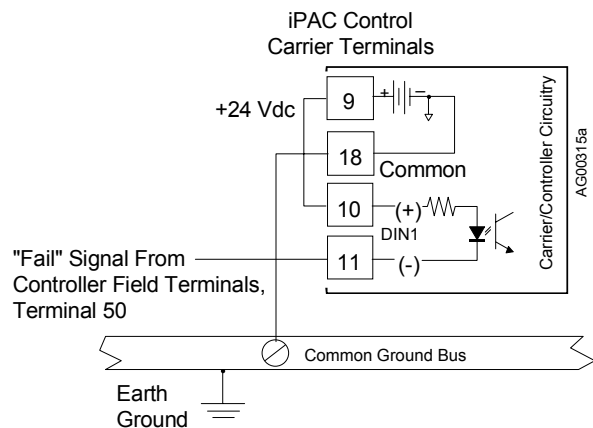 iPAC Control
Carrier Terminals
+24 Vdc
9
+
–
18
Common
10
(+)
DIN1
11
(-)
"Fail" Signal From
Controller Field Terminals,
Terminal 50
Carrier/Controller Circuitry
AG00315a
Common Ground Bus
Earth
Ground